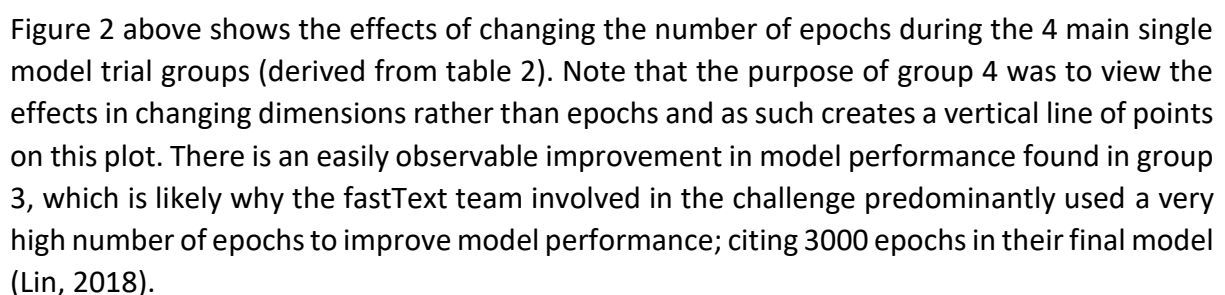 Figure 2 above shows the effects of changing the number of epochs during the 4 main single
model trial groups (derived from table 2). Note that the purpose of group 4 was to view the
effects in changing dimensions rather than epochs and as such creates a vertical line of points
on this plot. There is an easily observable improvement in model performance found in group
3, which is likely why the fastText team involved in the challenge predominantly used a very
high number of epochs to improve model performance; citing 3000 epochs in their final model
(Lin, 2018).